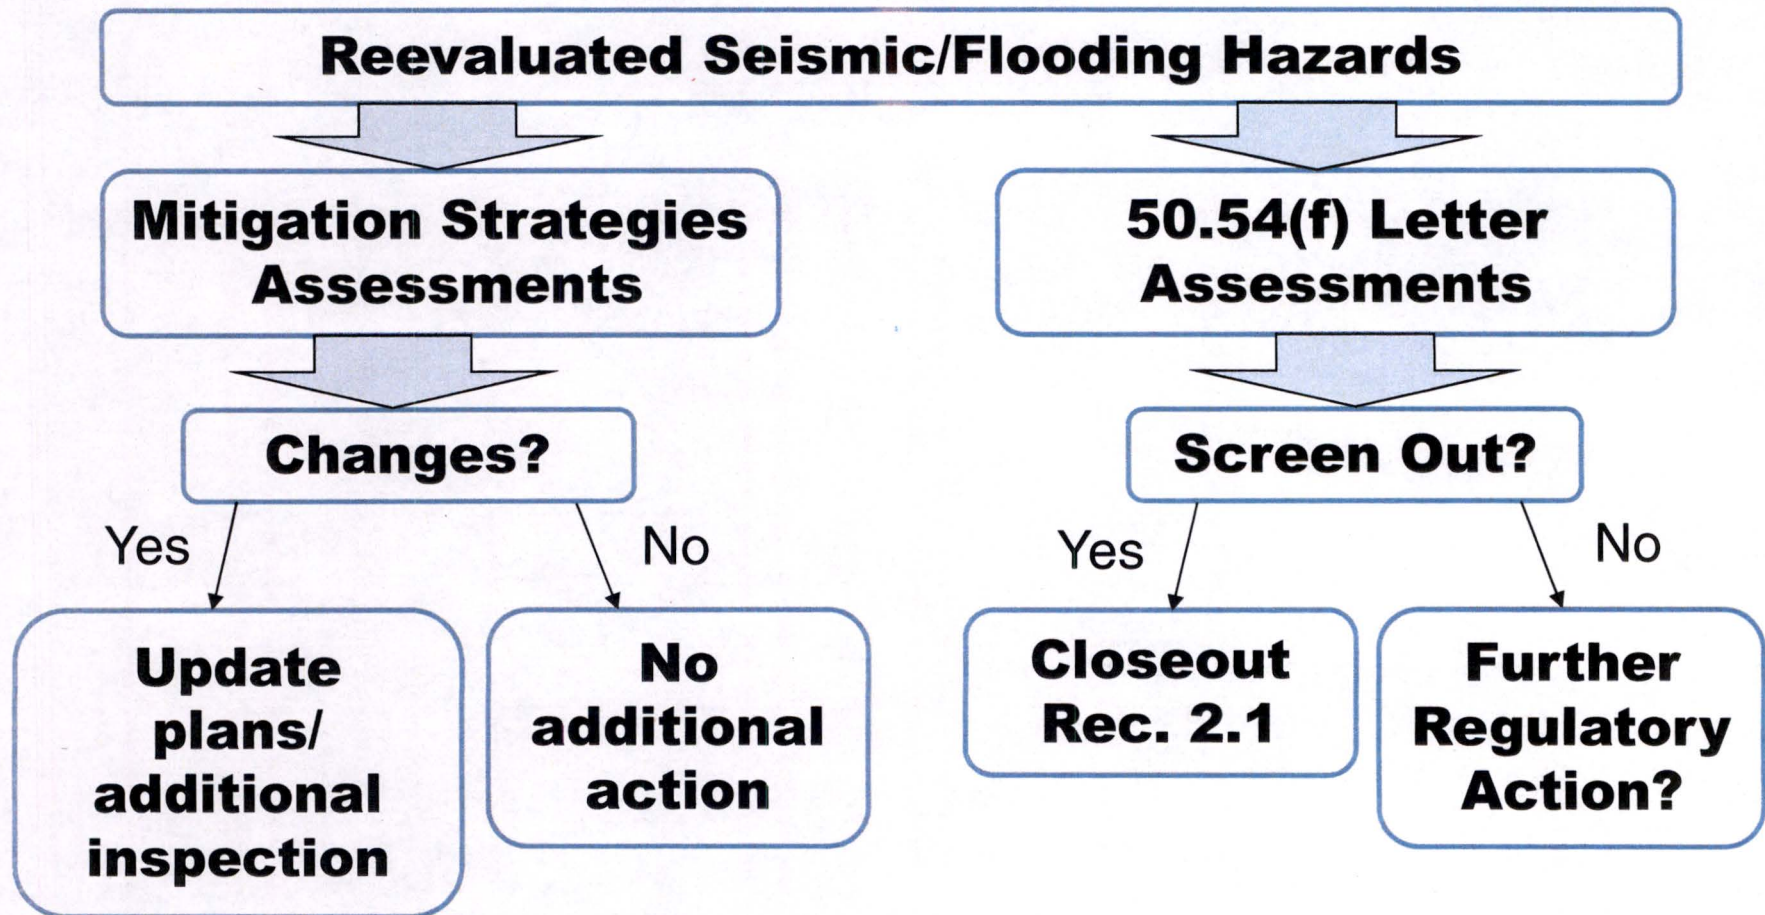 Reevaluated Seismic/Flooding Hazards
Mitigation Strategies
Assessments
50.54(f) Letter
Assessments
Changes?
Screen Out?
Yes
No
Yes
No
Update
plans/
additional
inspection
No
additional
action
Closeout
Rec. 2.1
Further
Regulatory
Action?